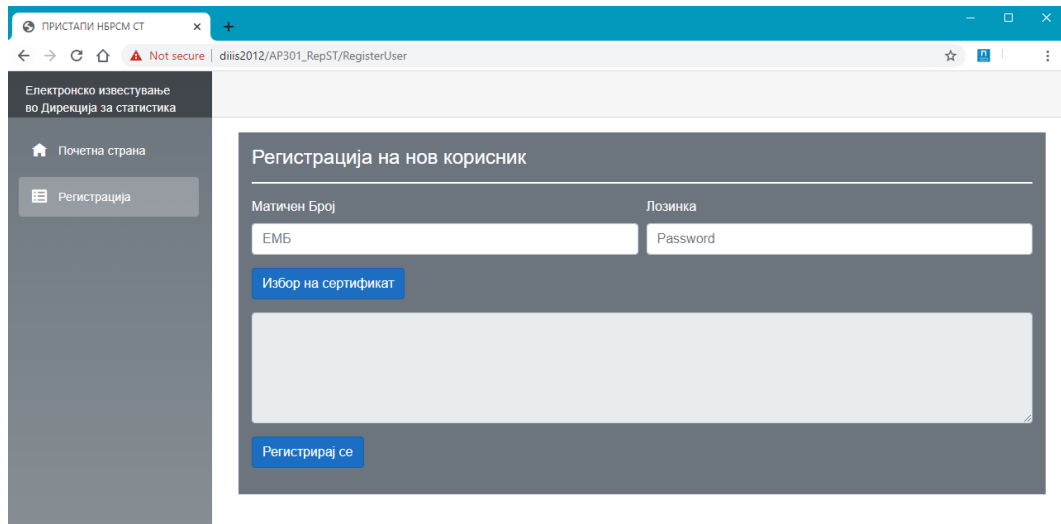 ПРИСТАПИ НБРСМ СТ
Not secure | diiis2012/AP301_RepST/RegisterUser
Електронско известување
во Дирекција за статистика
Почетна страна
Регистрација
Регистрација на нов корисник
Матичен Број
Лозинка
ЕМБ
Password
Избор на сертификат
Регистрирај се